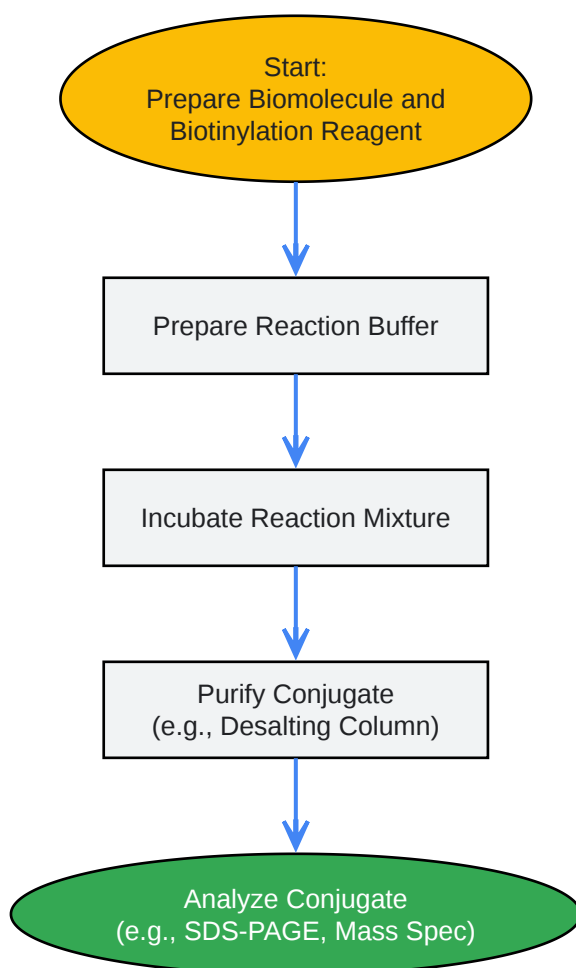 Start:
Prepare Biomolecule and
Biotinylation Reagent
Prepare Reaction Buffer
Incubate Reaction Mixture
Purify Conjugate
(e.g., Desalting Column)
Analyze Conjugate
(e.g., SDS-PAGE, Mass Spec)